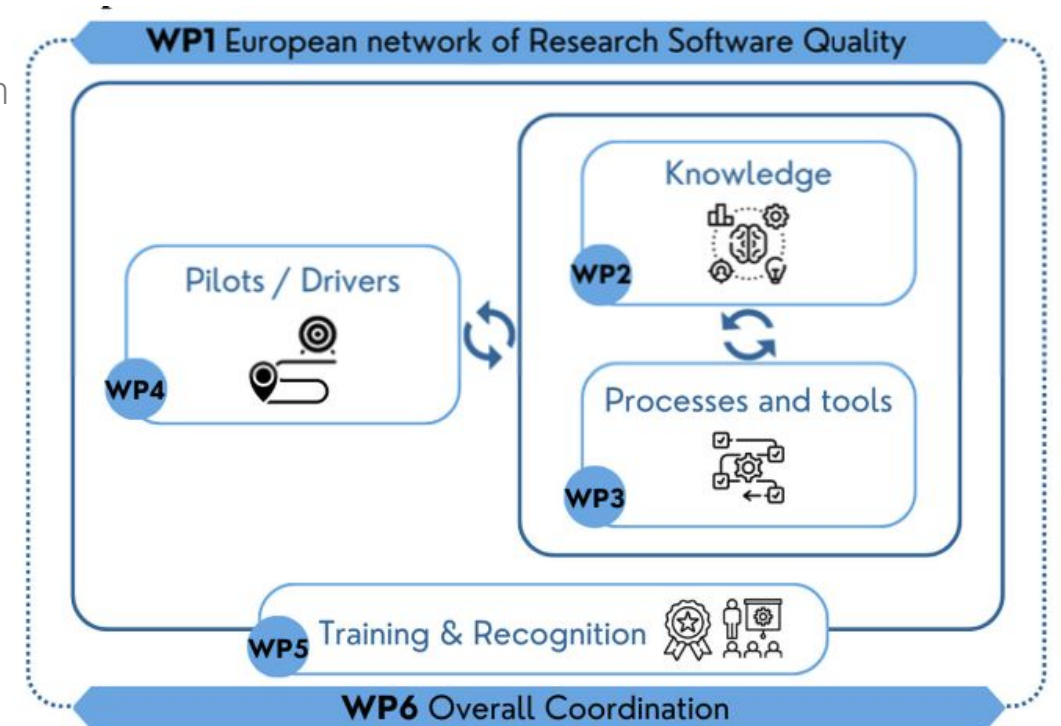 WP1 European network of Research Software Quality
n
Knowledge
WP2
Pilots / Drivers
WP4
Processes and tools
WP3
WP5 Training & Recognition
WP6 Overall Coordination